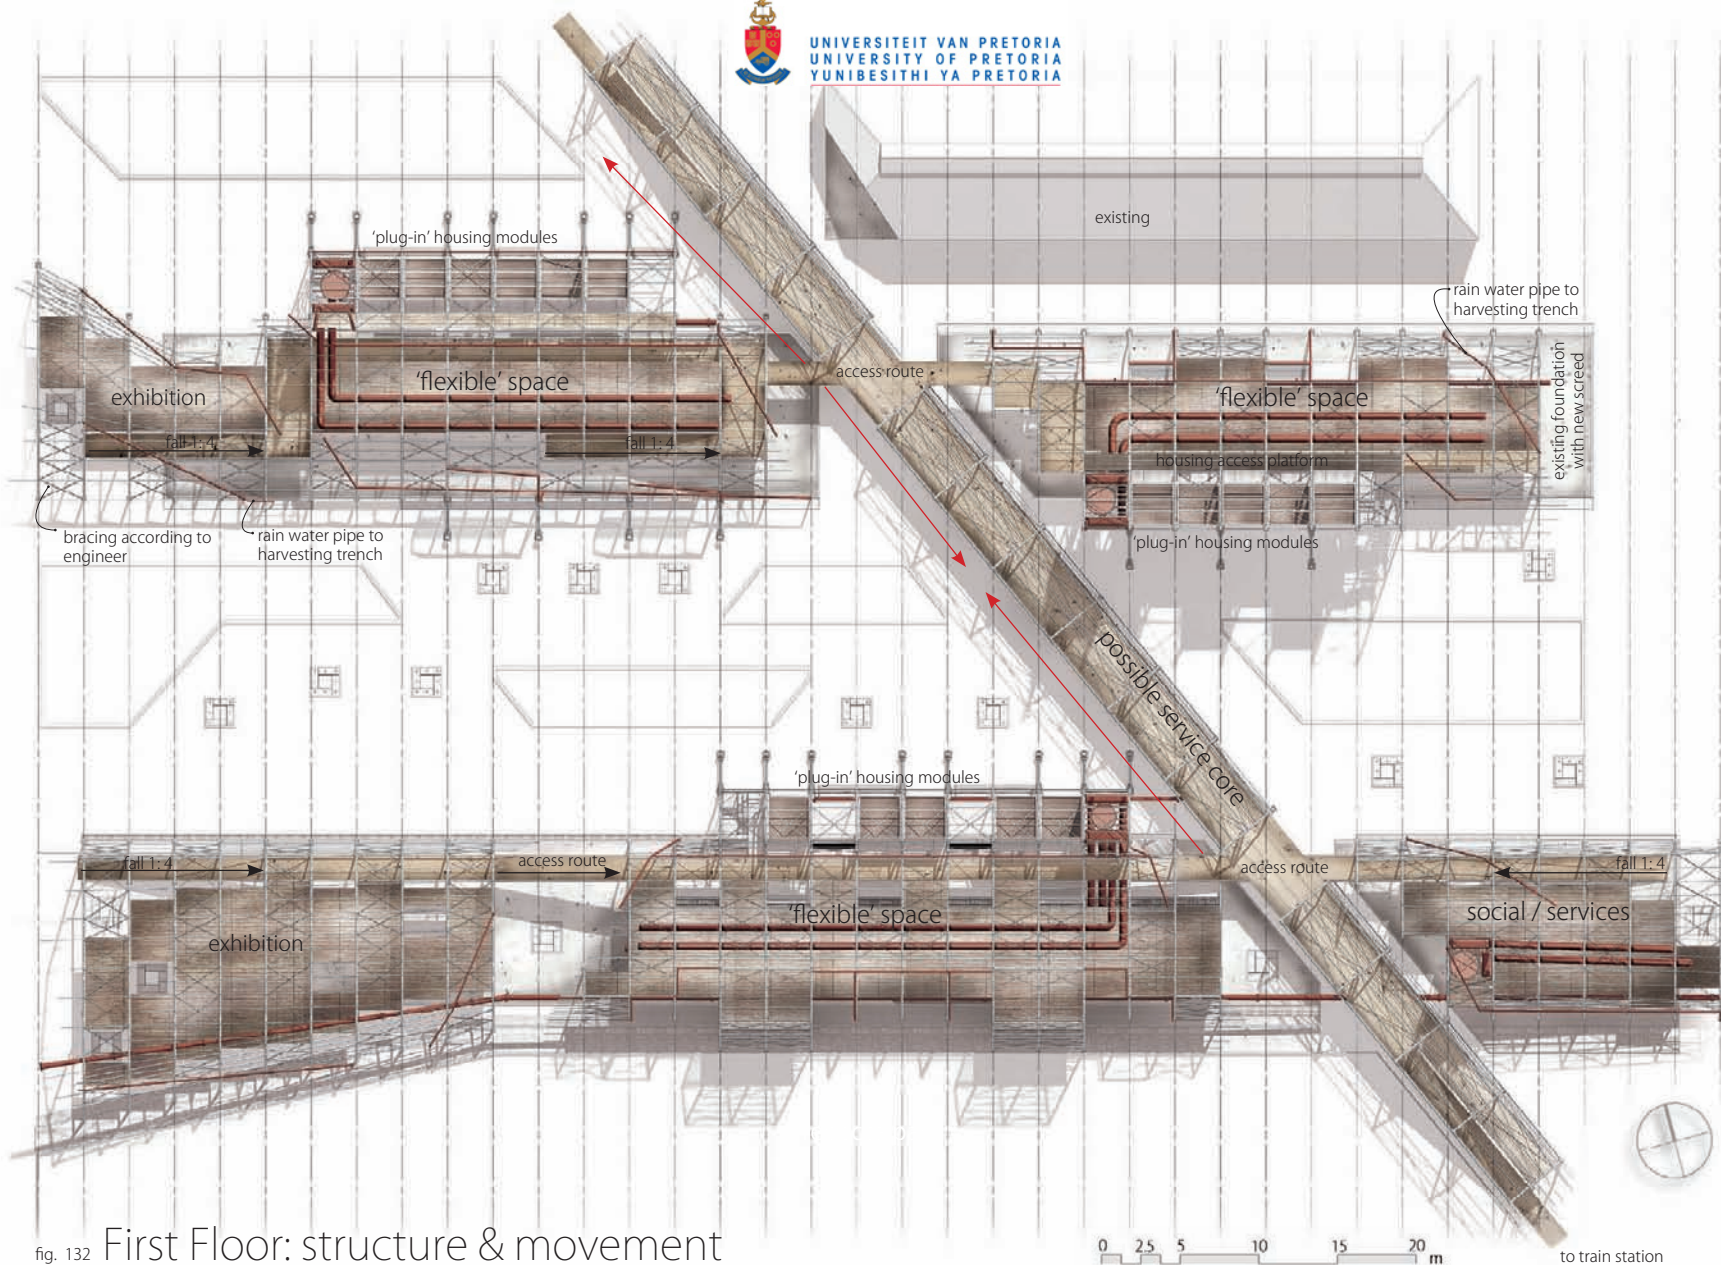 UNIVERSITEIT VAN PRETORIA
UNIVERSITY OF PRETORIA
YUNIBESITHI YA PRETORIA
existing
'plug-in' housing modules
rain water pipe to
harvesting trench
exhibition
'flexible' space
access route
'flexible' space
existing foundation
with new screed
fall 1: 4
fall 1: 4
housing access platform
bracing according to
engineer
rain water pipe to
harvesting trench
'plug-in' housing modules
possible service core
'plug-in' housing modules
fall 1: 4
access route
access route
fall 1: 4
exhibition
'flexible' space
social / services
fig. 132 First Floor: structure & movement
0 2.5 5 10 15 20 m
to train station